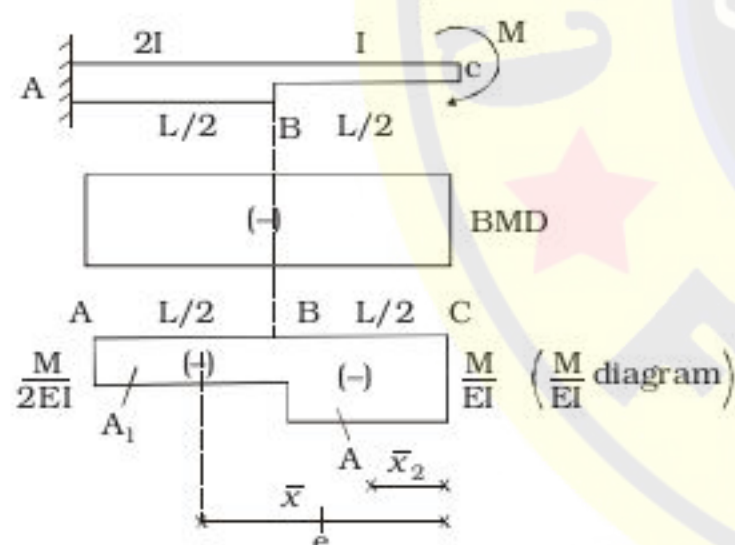 2I I M
A c
L/2 B L/2
(–) BMD
A L/2 B L/2 C
M/2EI (–) (–) M/EI (M/EI diagram)
A₁ A x̄₂
x̄